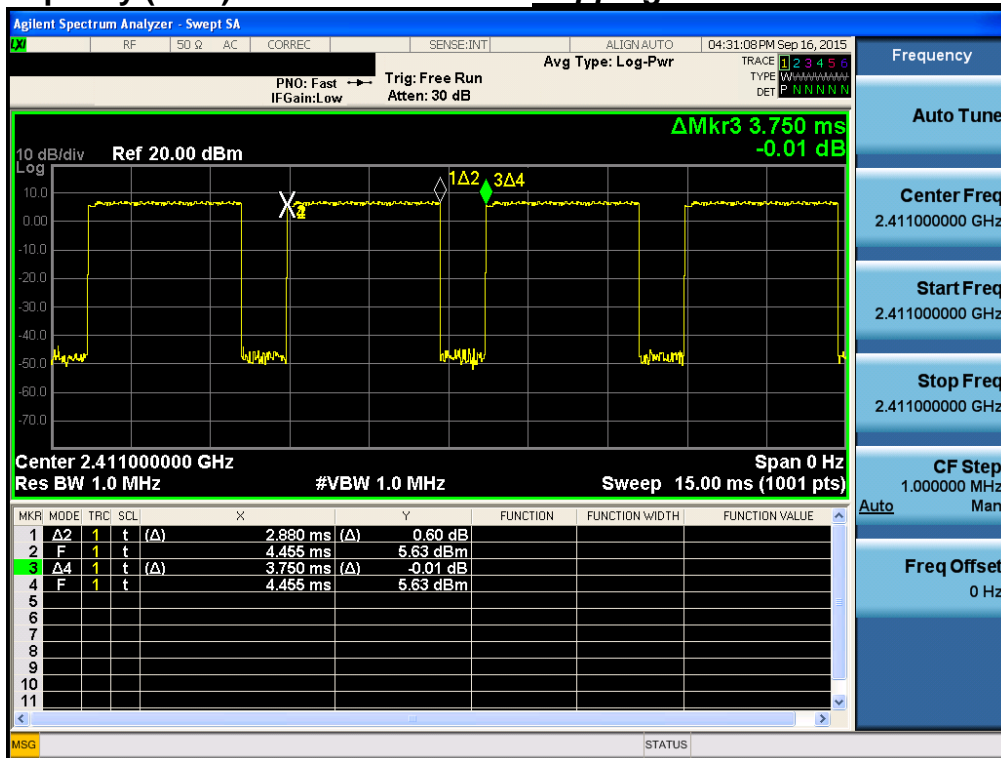 Agilent Spectrum Analyzer - Swept SA
LXI RF 50 Ω AC CORREC SENSE:INT ALIGN AUTO 04:31:08 PM Sep 16, 2015
Avg Type: Log-Pwr
TRACE 1 2 3 4 5 6
TYPE WWWWWW
DET P N N N N N
PNO: Fast
IFGain:Low
Trig: Free Run
Atten: 30 dB
Frequency
Auto Tune
Center Freq
2.411000000 GHz
Start Freq
2.411000000 GHz
Stop Freq
2.411000000 GHz
CF Step
1.000000 MHz
Auto Man
Freq Offset
0 Hz
ΔMkr3 3.750 ms
-0.01 dB
10 dB/div Ref 20.00 dBm
Log
1Δ2 3Δ4
10.0
0.00
-10.0
-20.0
-30.0
-40.0
-50.0
-60.0
-70.0
Center 2.411000000 GHz Span 0 Hz
Res BW 1.0 MHz #VBW 1.0 MHz Sweep 15.00 ms (1001 pts)
MKR MODE TRC SCL X Y FUNCTION FUNCTION WIDTH FUNCTION VALUE
1 Δ2 1 t (Δ) 2.880 ms (Δ) 0.60 dB
2 F 1 t 4.455 ms 5.63 dBm
3 Δ4 1 t (Δ) 3.750 ms (Δ) -0.01 dB
4 F 1 t 4.455 ms 5.63 dBm
5
6
7
8
9
10
11
MSG STATUS